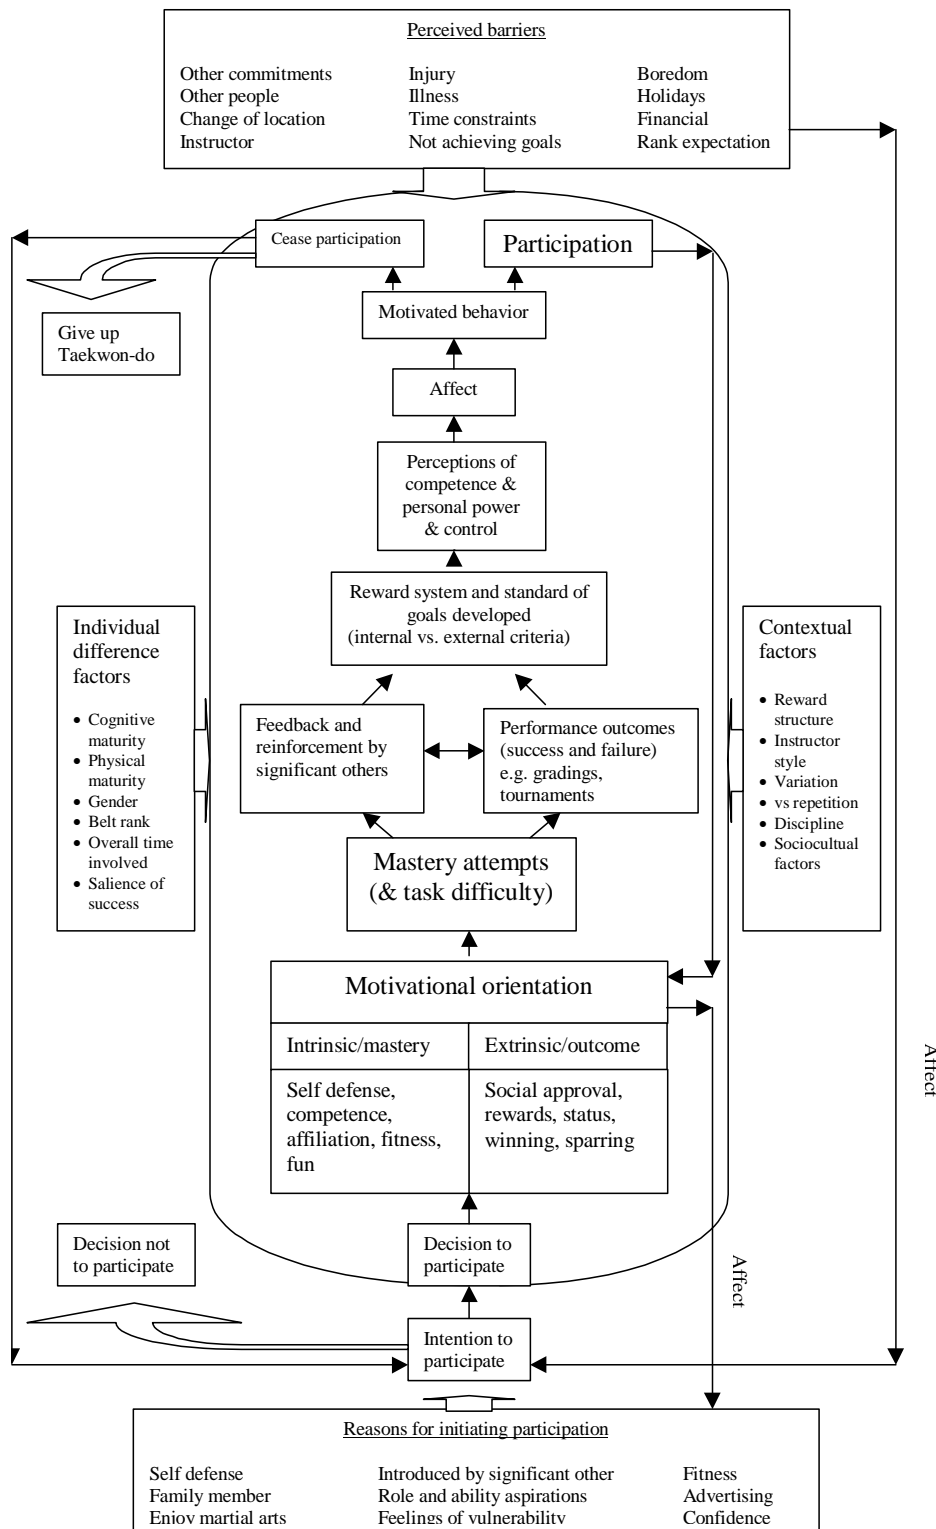 Perceived barriers
Other commitments Injury Boredom
Other people Illness Holidays
Change of location Time constraints Financial
Instructor Not achieving goals Rank expectation
Cease participation
Participation
Give up
Taekwon-do
Motivated behavior
Affect
Perceptions of
competence &
personal power
& control
Reward system and standard of
goals developed
(internal vs. external criteria)
Individual
difference
factors
• Cognitive
maturity
• Physical
maturity
• Gender
• Belt rank
• Overall time
involved
• Salience of
success
Contextual
factors
• Reward
structure
• Instructor
style
• Variation
• vs repetition
• Discipline
• Sociocultual
factors
Feedback and
reinforcement by
significant others
Performance outcomes
(success and failure)
e.g. gradings,
tournaments
Mastery attempts
(& task difficulty)
Motivational orientation
Intrinsic/mastery
Extrinsic/outcome
Self defense,
competence,
affiliation, fitness,
fun
Social approval,
rewards, status,
winning, sparring
Affect
Decision not
to participate
Decision to
participate
Affect
Intention to
participate
Reasons for initiating participation
Self defense Introduced by significant other Fitness
Family member Role and ability aspirations Advertising
Enjoy martial arts Feelings of vulnerability Confidence